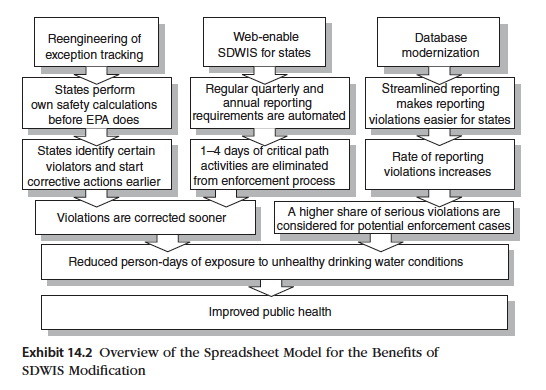 Reengineering of
exception tracking
Web-enable
SDWIS for states
Database
modernization
States perform
own safety calculations
before EPA does
Regular quarterly and
annual reporting
requirements are automated
Streamlined reporting
makes reporting
violations easier for states
States identify certain
violators and start
corrective actions earlier
1–4 days of critical path
activities are eliminated
from enforcement process
Rate of reporting
violations increases
Violations are corrected sooner
A higher share of serious violations are
considered for potential enforcement cases
Reduced person-days of exposure to unhealthy drinking water conditions
Improved public health
Exhibit 14.2 Overview of the Spreadsheet Model for the Benefits of
SDWIS Modification